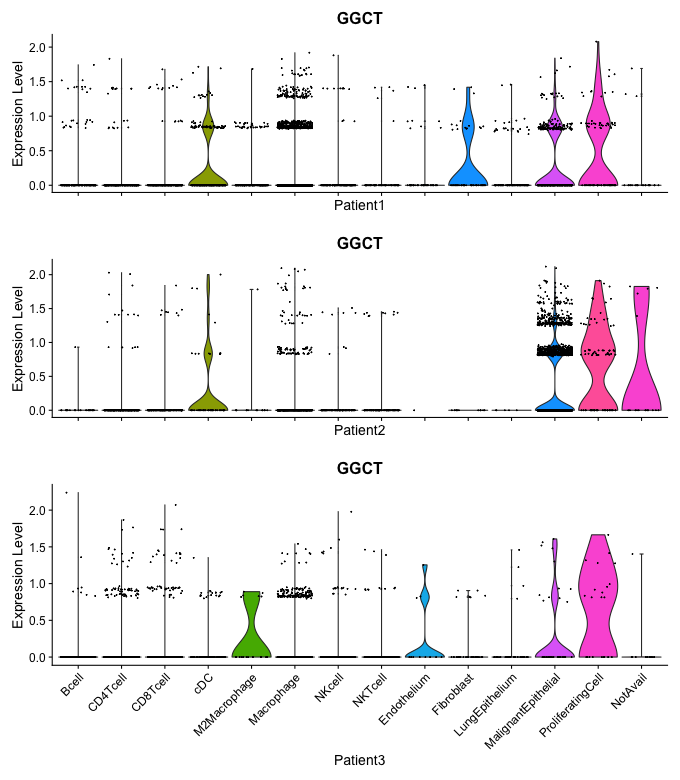 GGCT
Expression Level
2.0
1.5
1.0
0.5
0.0
Patient1
GGCT
Expression Level
2.0
1.5
1.0
0.5
0.0
Patient2
GGCT
Expression Level
2.0
1.5
1.0
0.5
0.0
Bcell
CD4Tcell
CD8Tcell
cDC
M2Macrophage
Macrophage
NKcell
NKTcell
Endothelium
Fibroblast
LungEpithelium
MalignantEpithelial
ProliferatingCell
NotAvail
Patient3